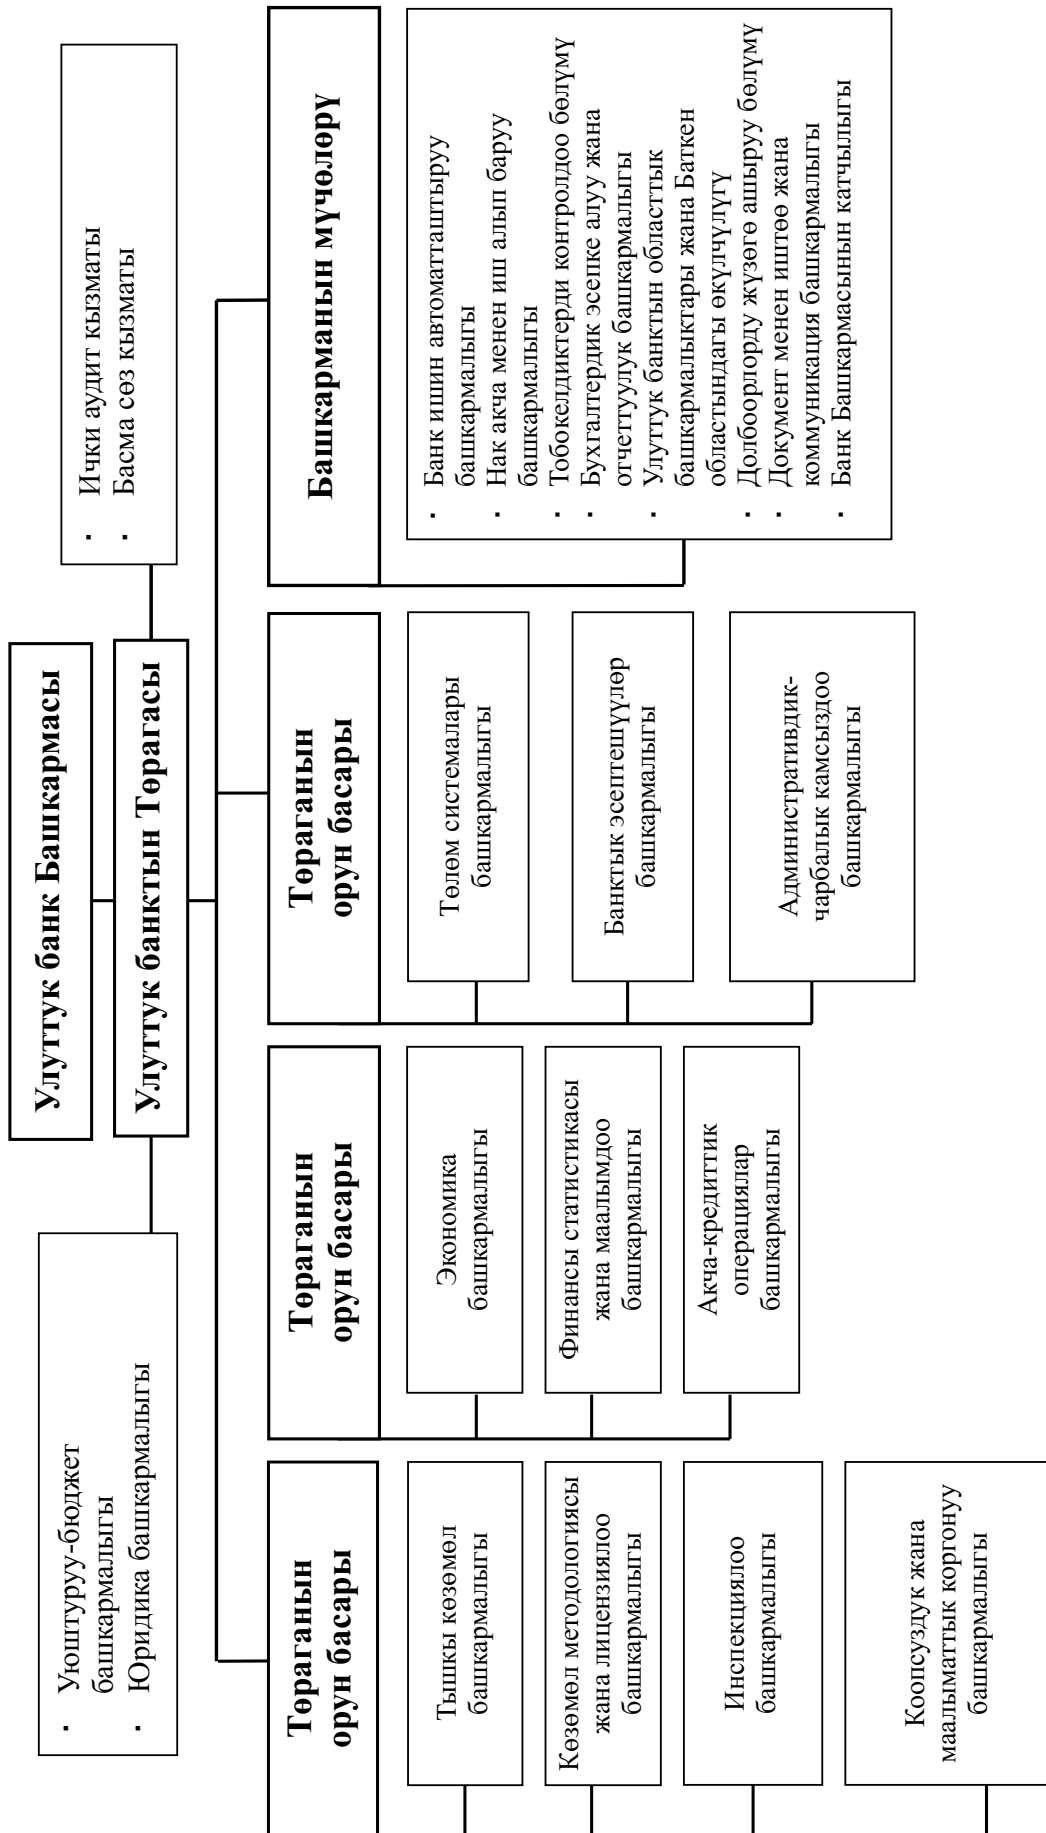 Улуттук банк Башкармасы
Улуттук банктын Төрагасы
· Уюштуруу-бюджет
башкармалыгы
· Юридика башкармалыгы
· Ички аудит кызматы
· Басма сөз кызматы
Төраганын
орун басары
Тышкы көзөмөл
башкармалыгы
Көзөмөл методологиясы
жана лицензиялоо
башкармалыгы
Инспекциялоо
башкармалыгы
Коопсуздук жана
маалыматык коргонуу
башкармалыгы
Төраганын
орун басары
Экономика
башкармалыгы
Финансы статистикасы
жана маалымдоо
башкармалыгы
Акча-кредиттик
операциялар
башкармалыгы
Төраганын
орун басары
Төлөм системалары
башкармалыгы
Банктык эсептешүүлөр
башкармалыгы
Административдик-
чарбалык камсыздоо
башкармалыгы
Башкарманын мүчөлөрү
· Банк ишин автоматташтыруу
башкармалыгы
· Нак акча менен иш алып баруу
башкармалыгы
· Тобокелдиктерди контролдоо бөлүмү
· Бухгалтердик эсепке алуу жана
отчеттуулук башкармалыгы
· Улуттук банктын областтык
башкармалыктары жана Баткен
областындагы өкүлчүлүгү
· Долбоорлорду жүзөгө ашыруу бөлүмү
· Документ менен иштөө жана
коммуникация башкармалыгы
· Банк Башкармасынын катчылыгы